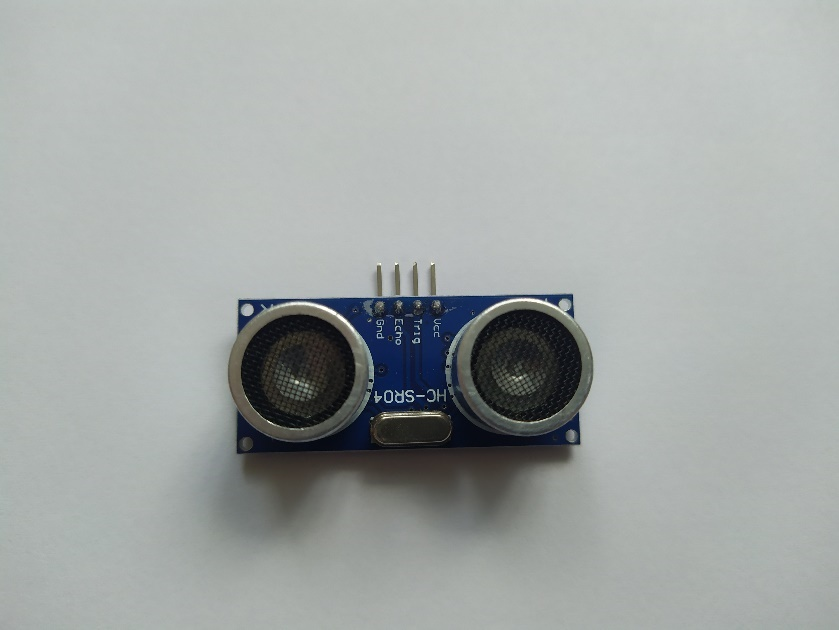 Gnd
Echo
Trig
Vcc
HC-SR04